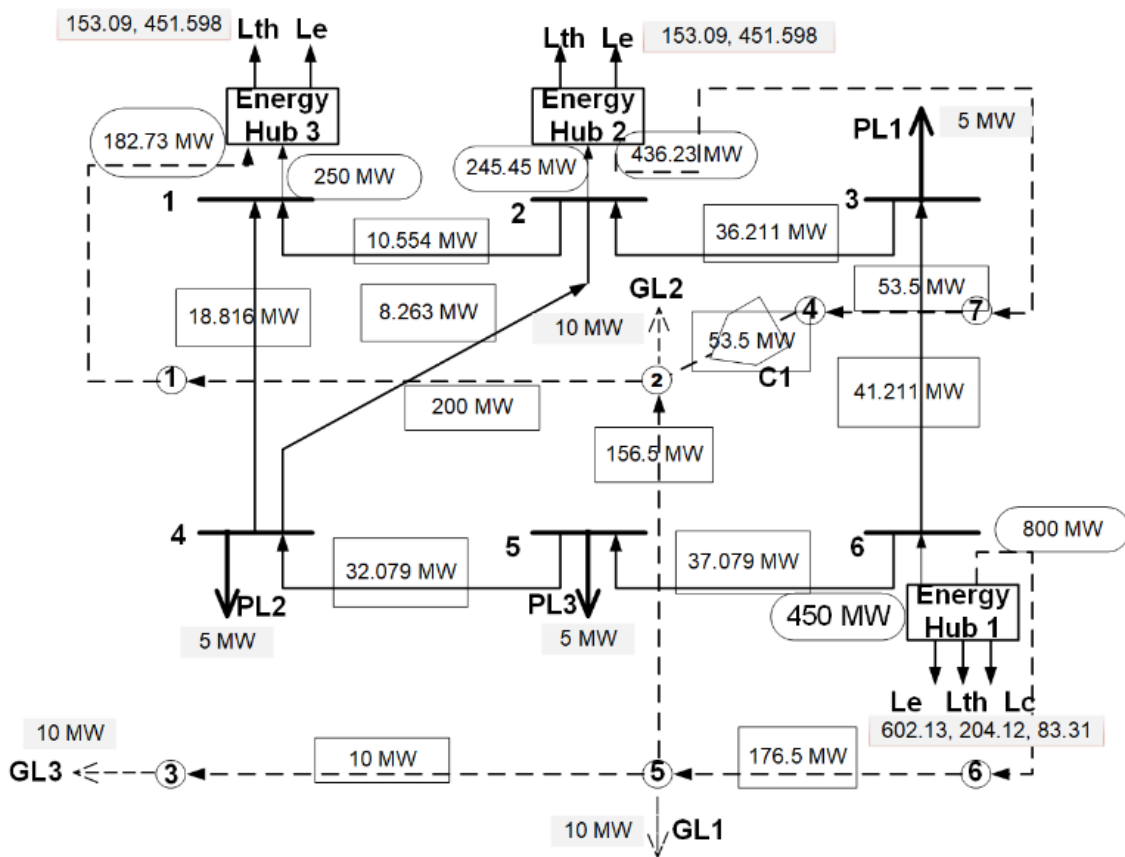 153.09, 451.598
Lth Le
Lth Le
153.09, 451.598
Energy
Hub 3
Energy
Hub 2
PL1
5 MW
182.73 MW
250 MW
245.45 MW
436.23 MW
1
2
3
10.554 MW
36.211 MW
18.816 MW
8.263 MW
GL2
10 MW
53.5 MW
4
53.5 MW
7
C1
1
2
200 MW
41.211 MW
156.5 MW
4
5
6
800 MW
32.079 MW
37.079 MW
PL2
PL3
5 MW
5 MW
450 MW
Energy
Hub 1
Le Lth Lc
602.13, 204.12, 83.31
10 MW
GL3
3
10 MW
5
176.5 MW
6
10 MW
GL1